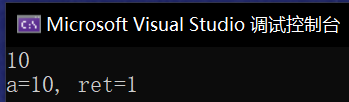 C:\ Microsoft Visual Studio 调试控制台
10
a=10, ret=1